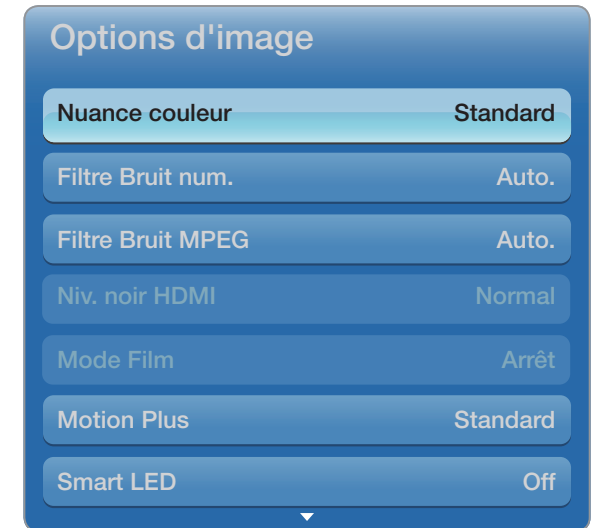 Options d'image
Nuance couleur Standard
Filtre Bruit num. Auto.
Filtre Bruit MPEG Auto.
Niv. noir HDMI Normal
Mode Film Arrêt
Motion Plus Standard
Smart LED Off